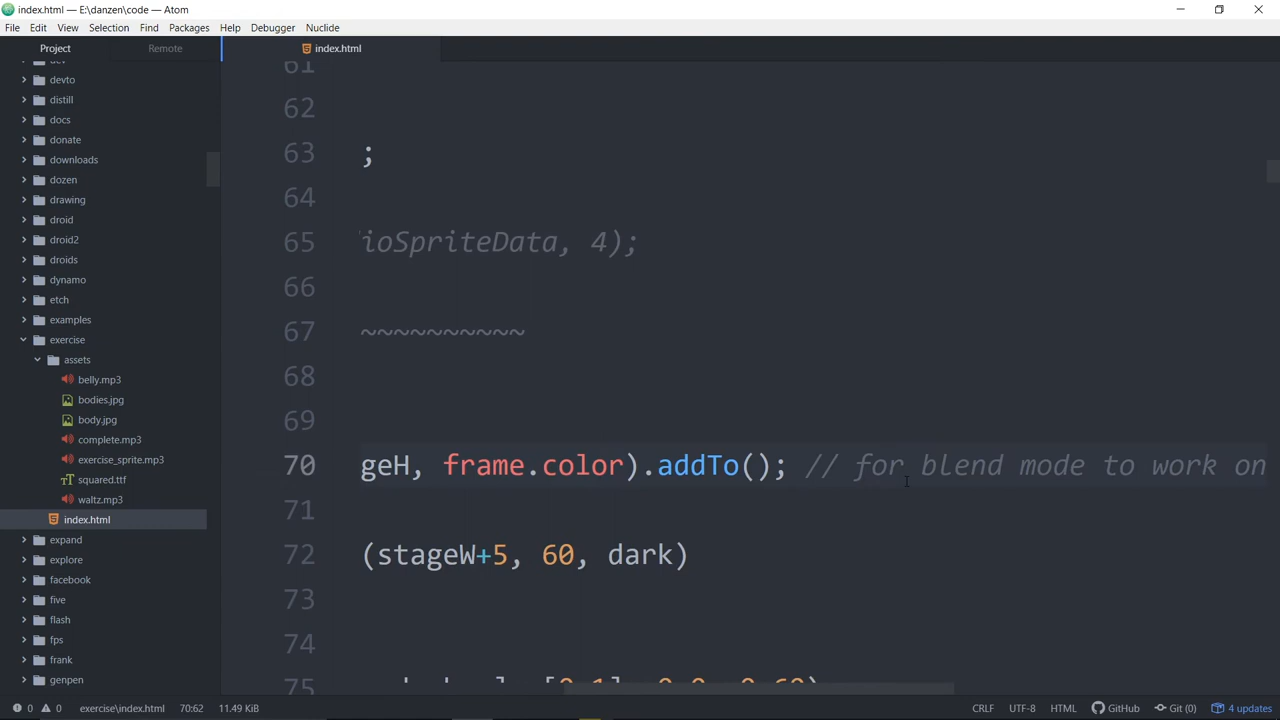 index.html — E:\danzen\code — Atom
File Edit View Selection Find Packages Help Debugger Nuclide
Project Remote
index.html
dev
devto
distill
docs
donate
downloads
dozen
drawing
droid
droid2
droids
dynamo
etch
examples
exercise
assets
belly.mp3
bodies.jpg
body.jpg
complete.mp3
exercise_sprite.mp3
squared.ttf
waltz.mp3
index.html
expand
explore
facebook
five
flash
fps
frank
genpen
61
62
63 ;
64
65 ioSpriteData, 4);
66
67 ~~~~~~~~~~
68
69
70 geH, frame.color).addTo(); // for blend mode to work on
71
72 (stageW+5, 60, dark)
73
74
75
0 0 exercise\index.html 70:62 11.49 KiB CRLF UTF-8 HTML GitHub Git (0) 4 updates